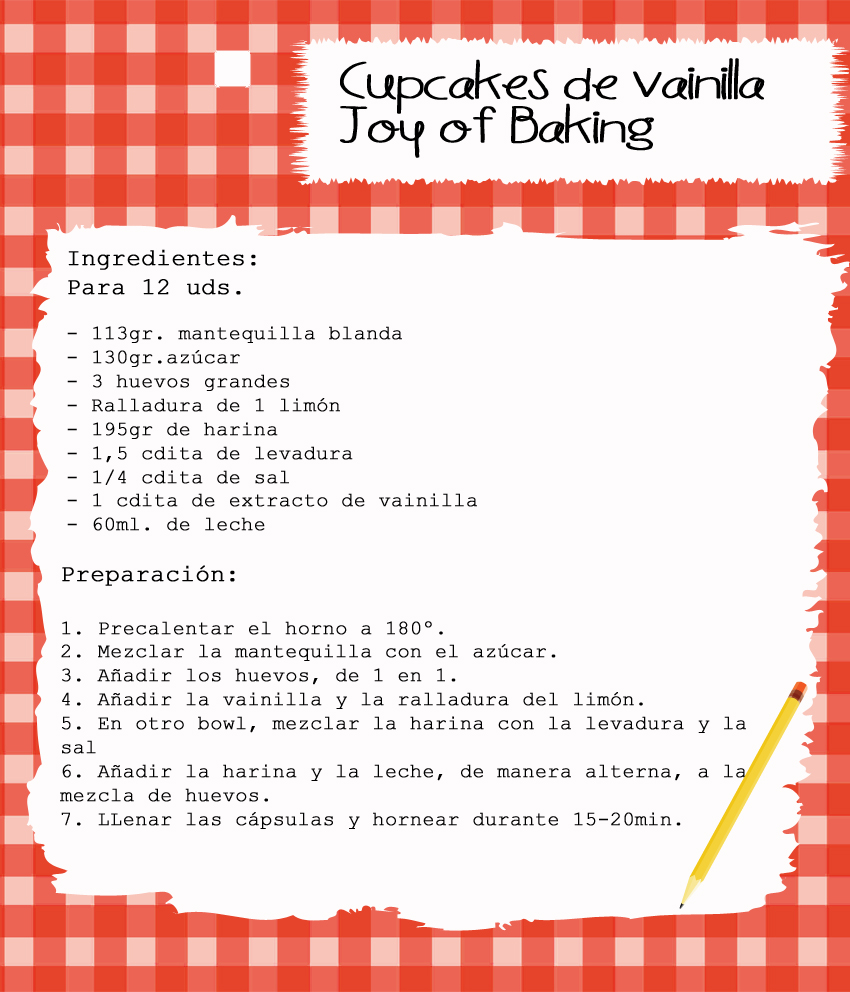 Cupcakes de vainilla
Joy of Baking
Ingredientes:
Para 12 uds.
- 113gr. mantequilla blanda
- 130gr.azúcar
- 3 huevos grandes
- Ralladura de 1 limón
- 195gr de harina
- 1,5 cdita de levadura
- 1/4 cdita de sal
- 1 cdita de extracto de vainilla
- 60ml. de leche
Preparación:
1. Precalentar el horno a 180º.
2. Mezclar la mantequilla con el azúcar.
3. Añadir los huevos, de 1 en 1.
4. Añadir la vainilla y la ralladura del limón.
5. En otro bowl, mezclar la harina con la levadura y la
sal
6. Añadir la harina y la leche, de manera alterna, a la
mezcla de huevos.
7. LLenar las cápsulas y hornear durante 15-20min.